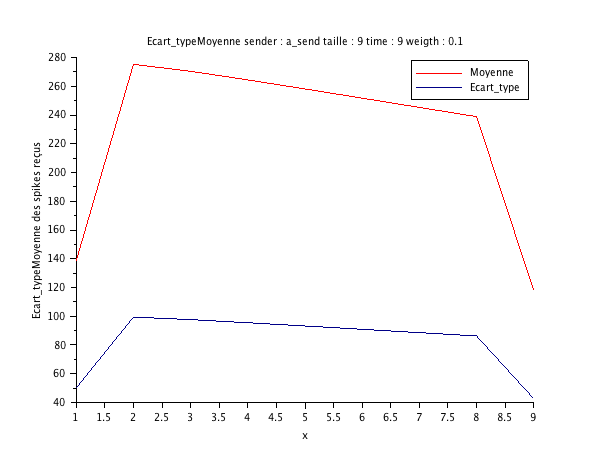 Ecart_typeMoyenne sender : a_send taille : 9 time : 9 weigth : 0.1
Moyenne
Ecart_type
Ecart_typeMoyenne des spikes reçus
280
260
240
220
200
180
160
140
120
100
80
60
40
1 1.5 2 2.5 3 3.5 4 4.5 5 5.5 6 6.5 7 7.5 8 8.5 9
x